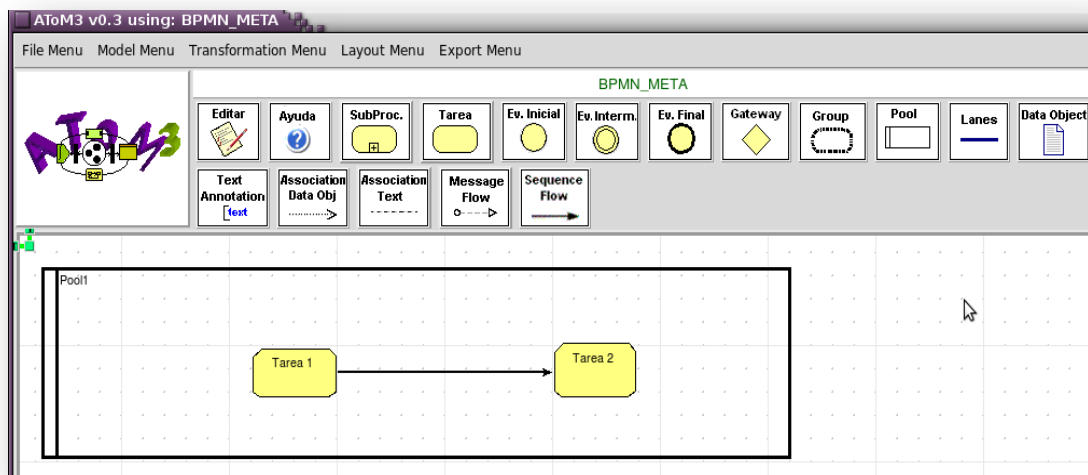 AToM3 v0.3 using: BPMN_META
File Menu Model Menu Transformation Menu Layout Menu Export Menu
BPMN_META
ATOM3
Editar Ayuda SubProc. Tarea Ev. Inicial Ev. Interm. Ev. Final Gateway Group Pool Lanes Data Object
Text Annotation [text
Association Data Obj
Association Text
Message Flow
Sequence Flow
Pool1
Tarea 1
Tarea 2